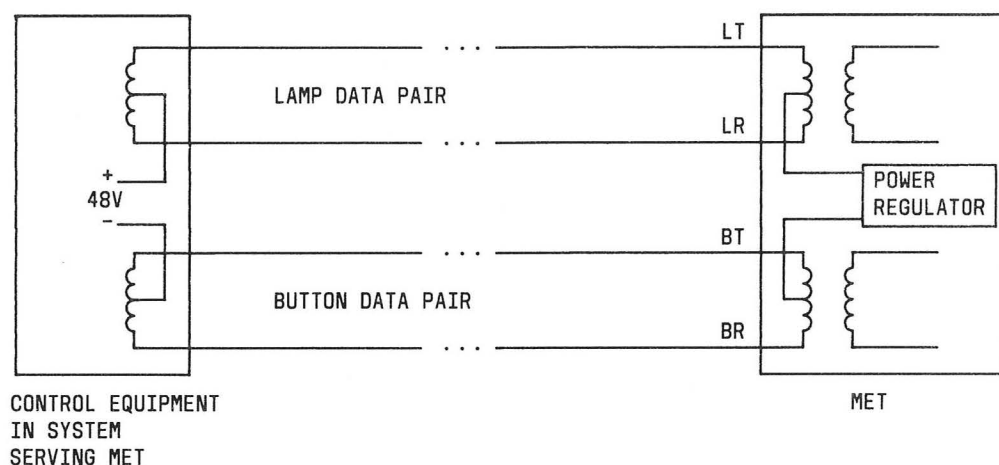 LT
...
LAMP DATA PAIR
LR
...
+
48V
-
POWER
REGULATOR
BT
...
BUTTON DATA PAIR
BR
...
CONTROL EQUIPMENT
IN SYSTEM
SERVING MET
MET